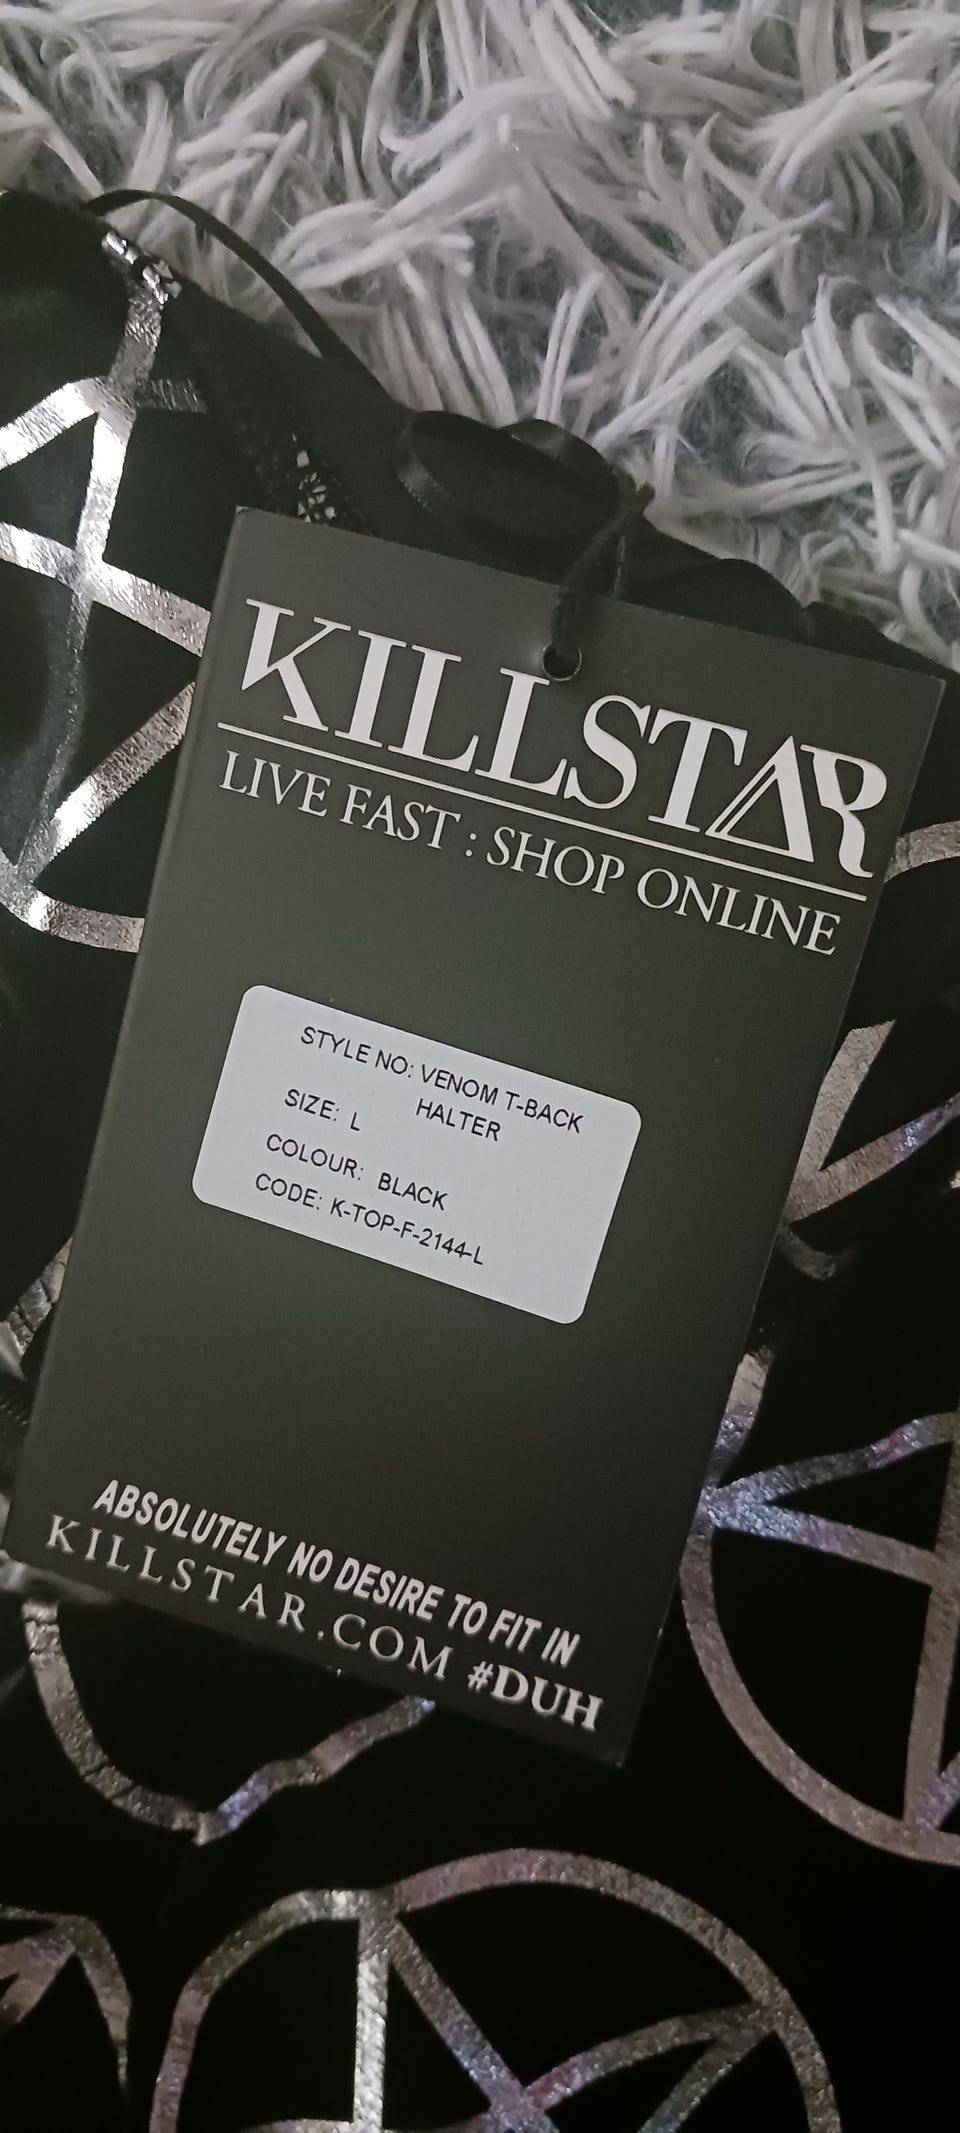 KILLSTAR
LIVE FAST : SHOP ONLINE
STYLE NO: VENOM T-BACK
HALTER
SIZE: L
COLOUR: BLACK
CODE: K-TOP-F-2144-L
ABSOLUTELY NO DESIRE TO FIT IN
KILLSTAR.COM #DUH